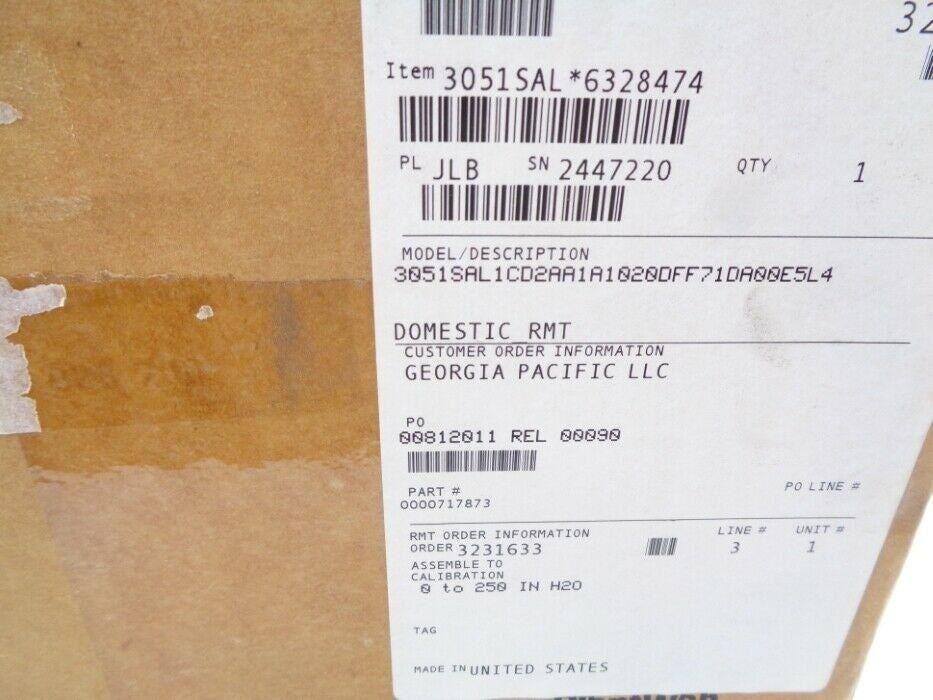 32
Item 3051SAL*6328474
PL JLB SN 2447220 QTY 1
MODEL/DESCRIPTION
3051SAL1CD2AA1A1020DFF71DA00E5L4
DOMESTIC_RMT
CUSTOMER ORDER INFORMATION
GEORGIA PACIFIC LLC
PO
00812011 REL 00090
PART # PO LINE #
0000717873
RMT ORDER INFORMATION LINE # UNIT #
ORDER 3231633 3 1
ASSEMBLE TO
CALIBRATION
0 to 250 IN H2O
TAG
MADE IN UNITED STATES